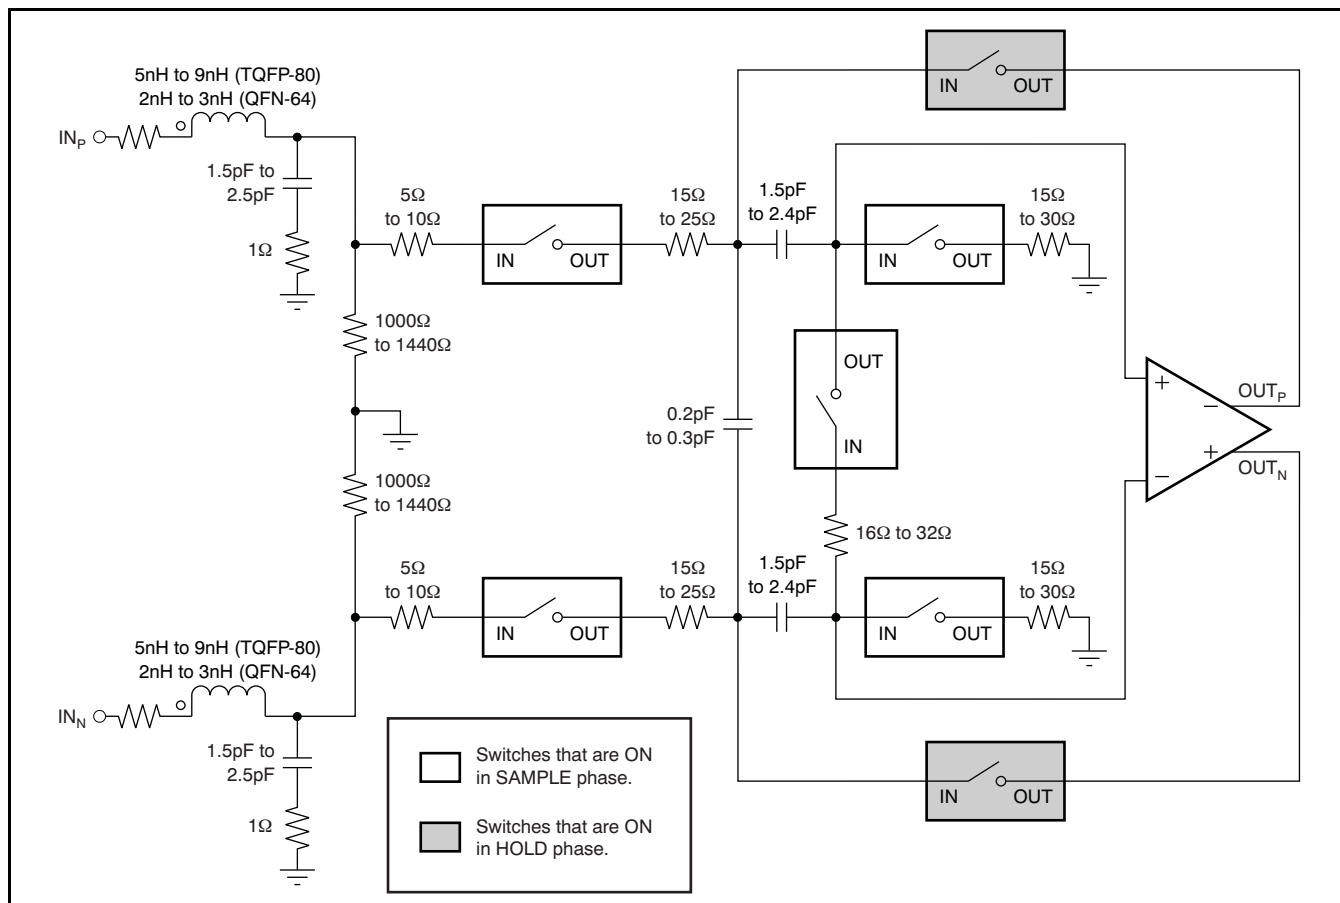 5nH to 9nH (TQFP-80)
2nH to 3nH (QFN-64)
IN OUT
INP
1.5pF to
2.5pF
1Ω
5Ω
to 10Ω
IN OUT
15Ω
to 25Ω
1.5pF
to 2.4pF
IN OUT
15Ω
to 30Ω
1000Ω
to 1440Ω
OUT
IN
0.2pF
to 0.3pF
+
−
−
+
OUTP
OUTN
1000Ω
to 1440Ω
16Ω to 32Ω
5Ω
to 10Ω
IN OUT
15Ω
to 25Ω
1.5pF
to 2.4pF
IN OUT
15Ω
to 30Ω
5nH to 9nH (TQFP-80)
2nH to 3nH (QFN-64)
INN
1.5pF to
2.5pF
1Ω
Switches that are ON
in SAMPLE phase.
Switches that are ON
in HOLD phase.
IN OUT